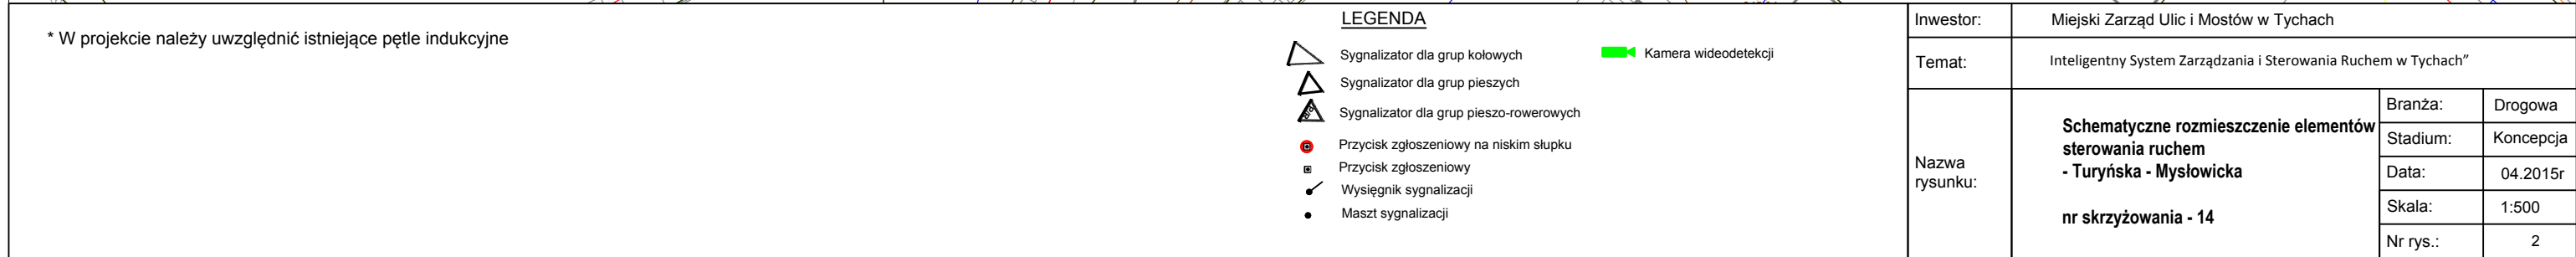 * W projekcie należy uwzględnić istniejące pętle indukcyjne
LEGENDA
Sygnalizator dla grup kołowych
Sygnalizator dla grup pieszych
Sygnalizator dla grup pieszo-rowerowych
Przycisk zgłoszeniowy na niskim słupku
Przycisk zgłoszeniowy
Wysięgnik sygnalizacji
Maszt sygnalizacji
Kamera wideodetekcji
Inwestor: Miejski Zarząd Ulic i Mostów w Tychach
Temat: Inteligentny System Zarządzania i Sterowania Ruchem w Tychach”
Nazwa
rysunku:
Schematyczne rozmieszczenie elementów
sterowania ruchem
- Turyńska - Mysłowicka
nr skrzyżowania - 14
Branża: Drogowa
Stadium: Koncepcja
Data: 04.2015r
Skala: 1:500
Nr rys.: 2